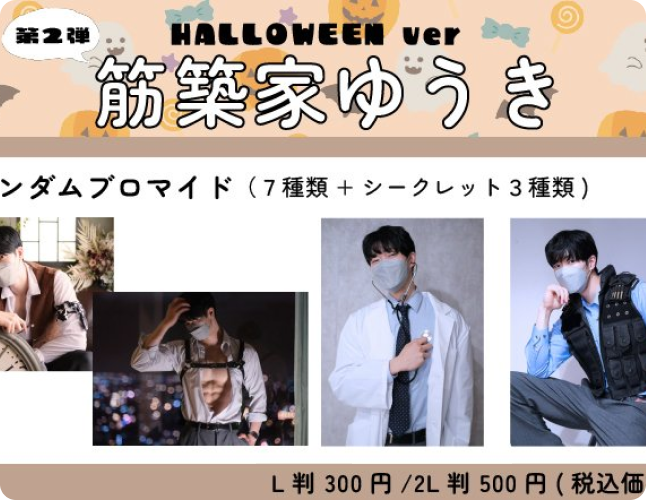 第2弾
HALLOWEEN ver
筋築家ゆうき
ンダムブロマイド（7種類＋シークレット3種類)
L判300円/2L判500円(税込価